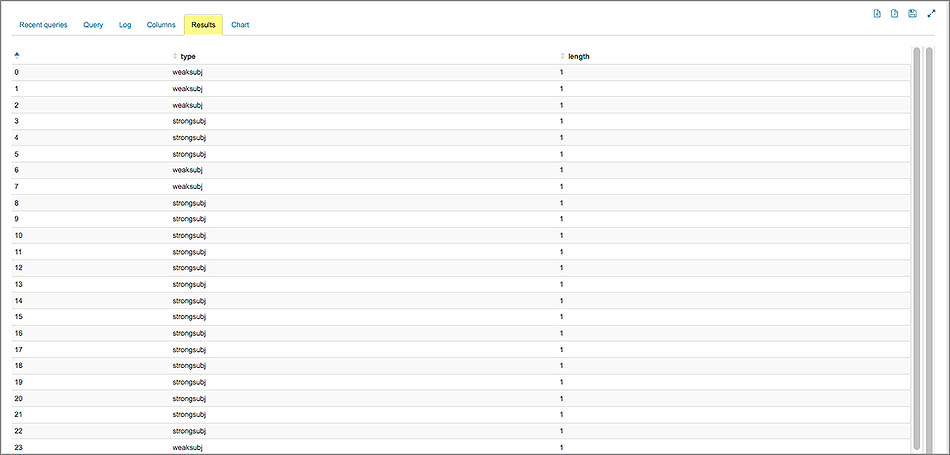 Recent queries Query Log Columns Results Chart
type length
0 weaksubj 1
1 weaksubj 1
2 weaksubj 1
3 strongsubj 1
4 strongsubj 1
5 strongsubj 1
6 weaksubj 1
7 weaksubj 1
8 strongsubj 1
9 strongsubj 1
10 strongsubj 1
11 strongsubj 1
12 strongsubj 1
13 strongsubj 1
14 strongsubj 1
15 strongsubj 1
16 strongsubj 1
17 strongsubj 1
18 strongsubj 1
19 strongsubj 1
20 strongsubj 1
21 strongsubj 1
22 strongsubj 1
23 weaksubj 1